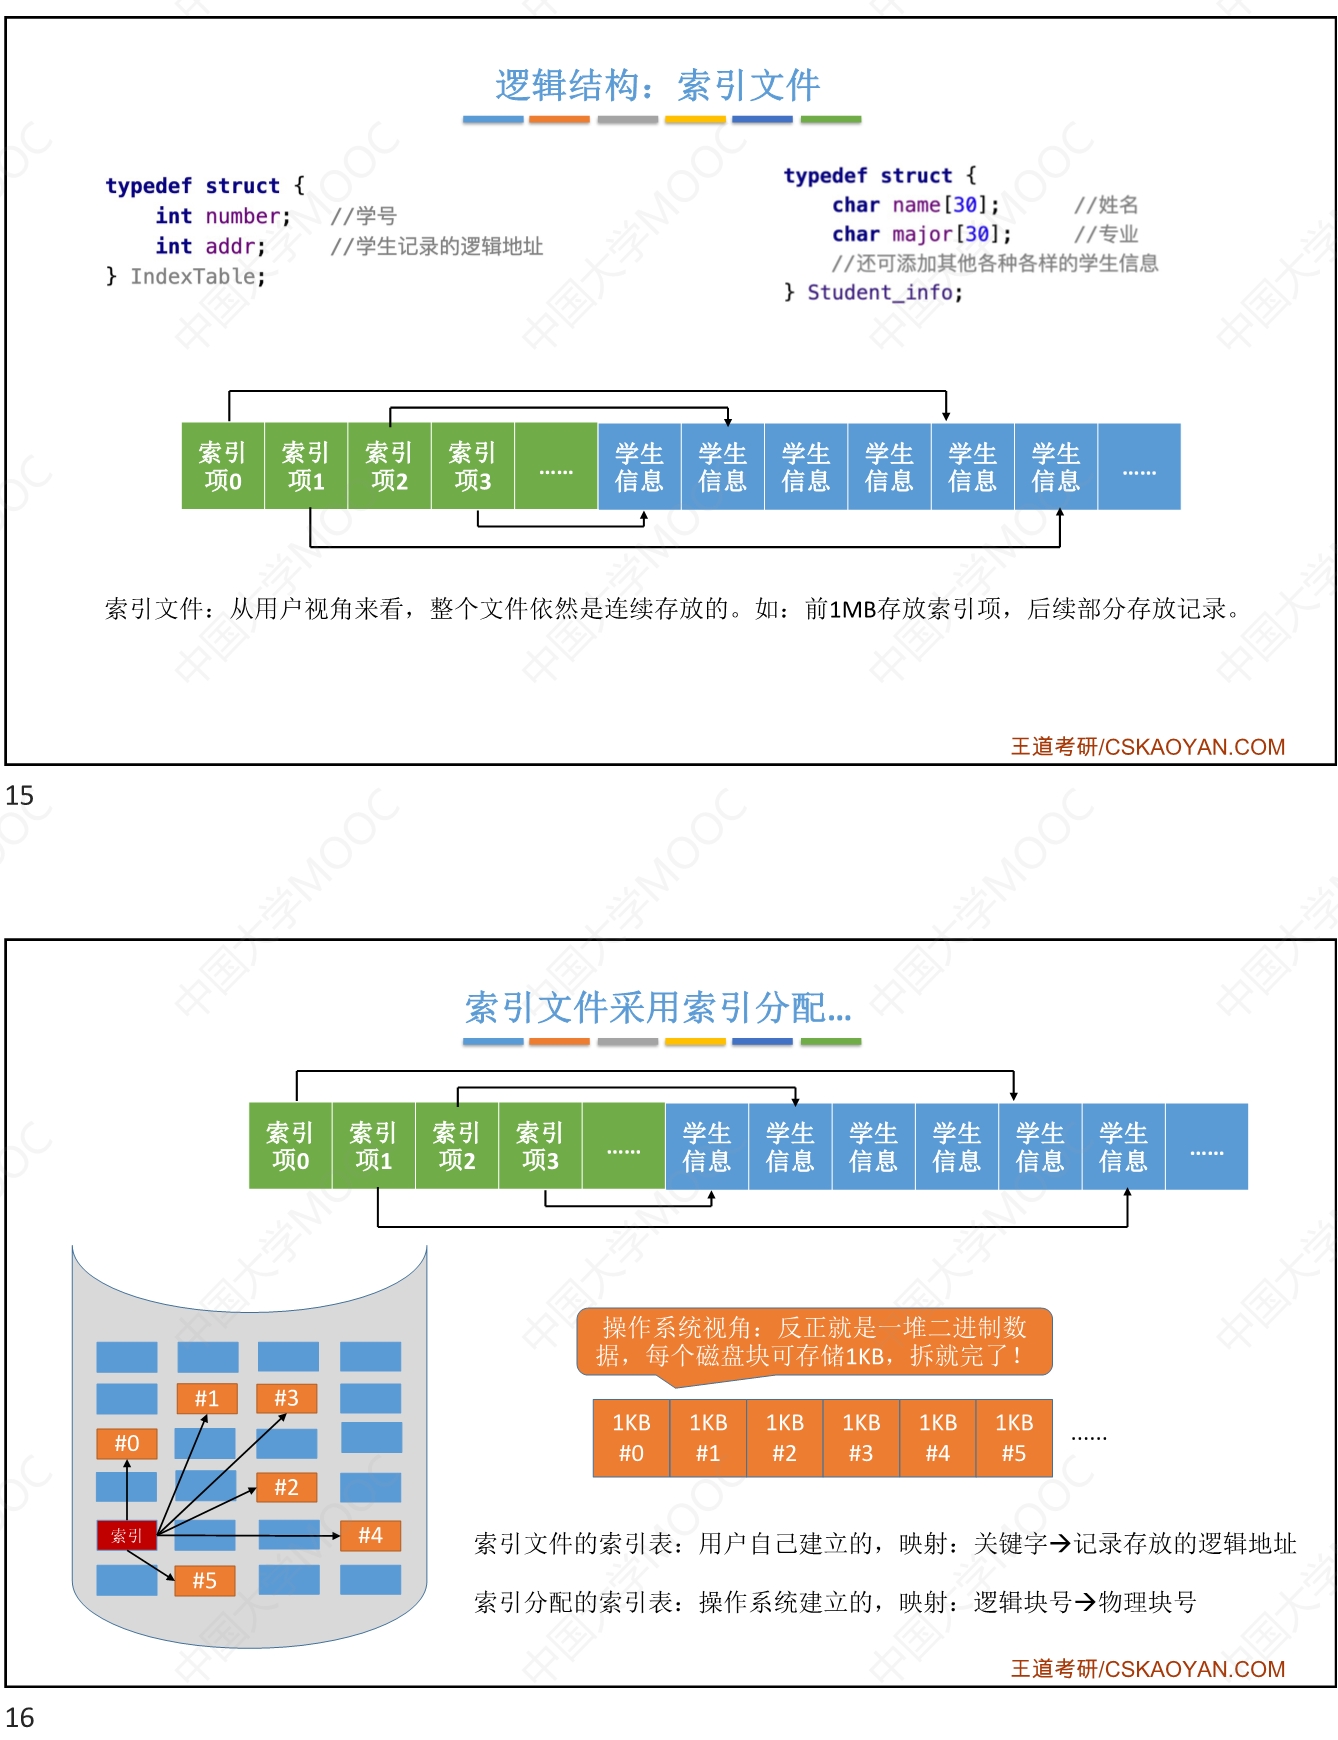 逻辑结构：索引文件
typedef struct {
int number; //学号
int addr; //学生记录的逻辑地址
} IndexTable;
typedef struct {
char name[30]; //姓名
char major[30]; //专业
//还可添加其他各种各样的学生信息
} Student_info;
索引项0 索引项1 索引项2 索引项3 …… 学生信息 学生信息 学生信息 学生信息 学生信息 学生信息 ……
索引文件：从用户视角来看，整个文件依然是连续存放的。如：前1MB存放索引项，后续部分存放记录。
王道考研/CSKAOYAN.COM
15
索引文件采用索引分配…
索引项0 索引项1 索引项2 索引项3 …… 学生信息 学生信息 学生信息 学生信息 学生信息 学生信息 ……
操作系统视角：反正就是一堆二进制数
据，每个磁盘块可存储1KB，拆就完了！
1KB #0 1KB #1 1KB #2 1KB #3 1KB #4 1KB #5 ……
#1 #3
#0
#2
索引 #4
#5
索引文件的索引表：用户自己建立的，映射：关键字→记录存放的逻辑地址
索引分配的索引表：操作系统建立的，映射：逻辑块号→物理块号
王道考研/CSKAOYAN.COM
16
中国大学MOOC